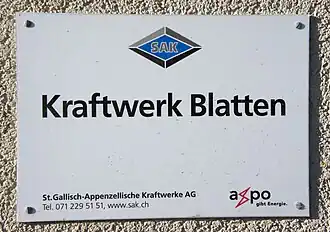 SAK
Kraftwerk Blatten
St.Gallisch-Appenzellische Kraftwerke AG
Tel. 071 229 51 51, www.sak.ch
axpo
gibt Energie.